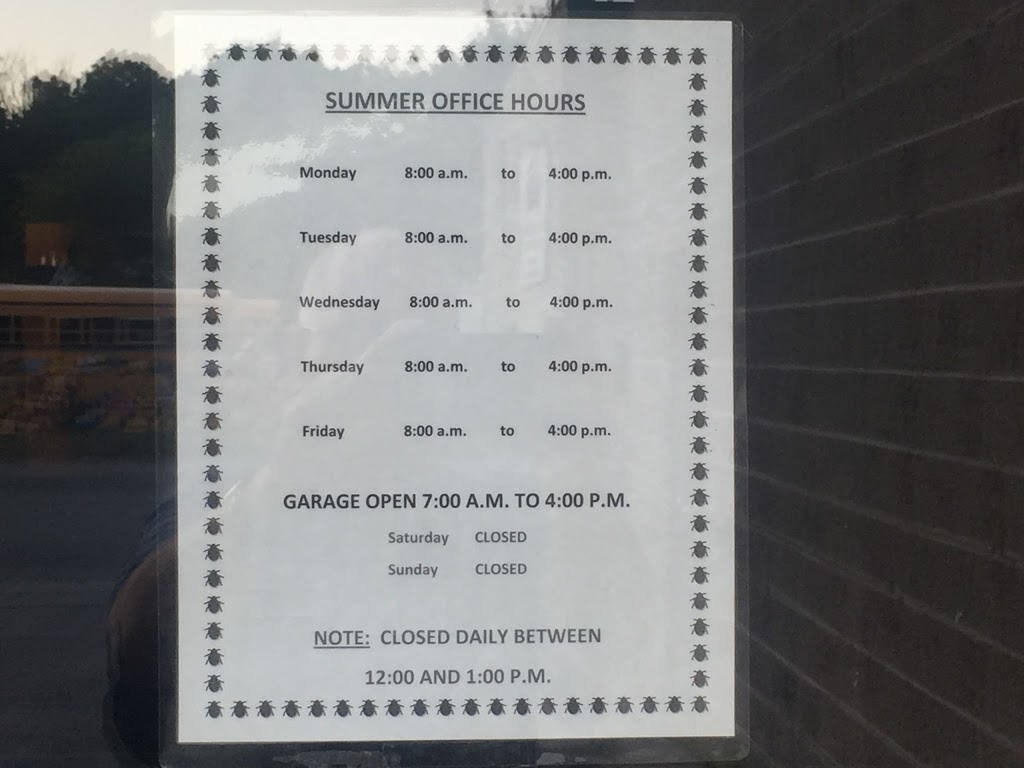 SUMMER OFFICE HOURS
Monday 8:00 a.m. to 4:00 p.m.
Tuesday 8:00 a.m. to 4:00 p.m.
Wednesday 8:00 a.m. to 4:00 p.m.
Thursday 8:00 a.m. to 4:00 p.m.
Friday 8:00 a.m. to 4:00 p.m.
GARAGE OPEN 7:00 A.M. TO 4:00 P.M.
Saturday CLOSED
Sunday CLOSED
NOTE: CLOSED DAILY BETWEEN
12:00 AND 1:00 P.M.